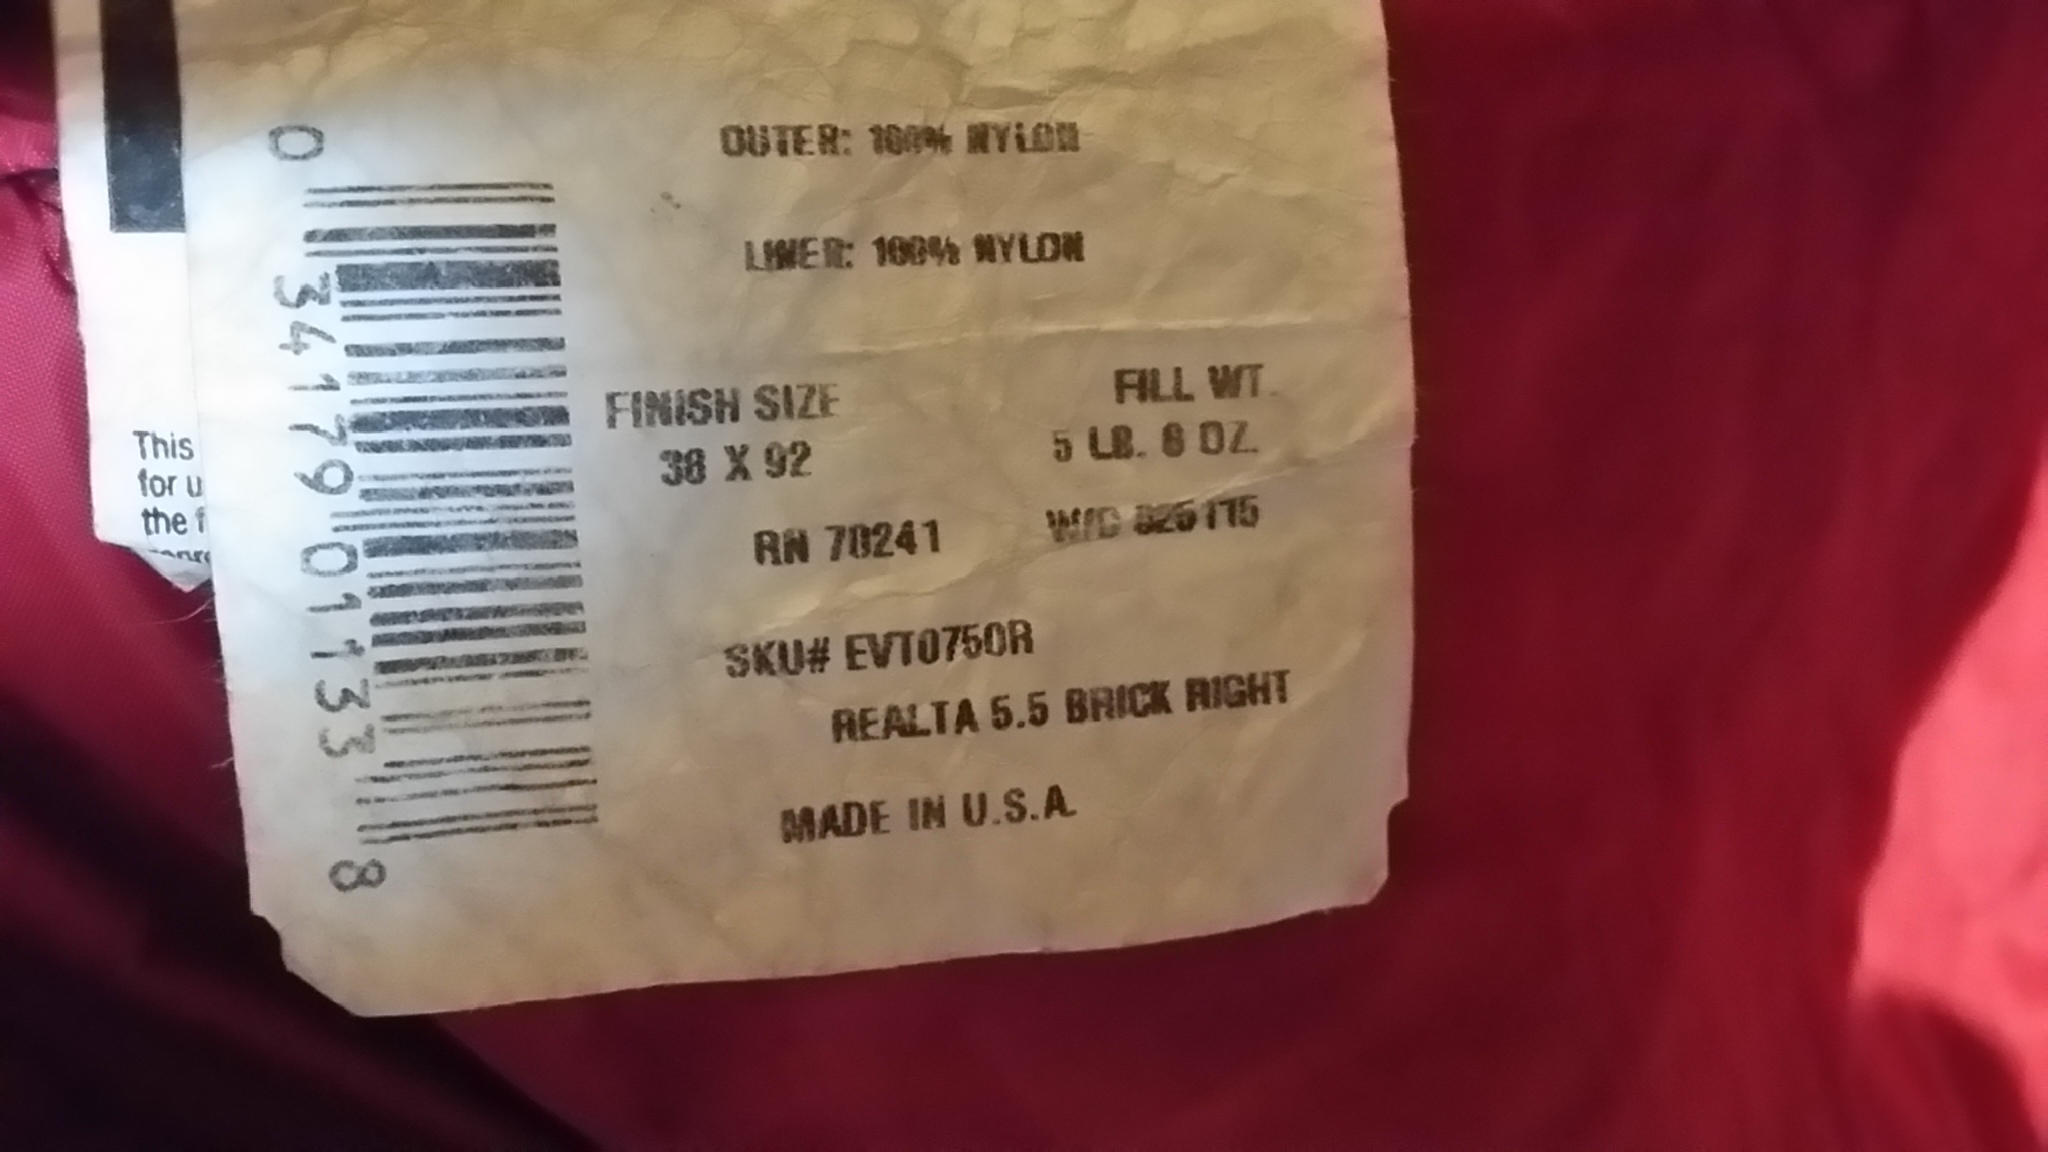 OUTER: 100% NYLON
LINER: 100% NYLON
FINISH SIZE
38 X 92
FILL WT.
5 LB. 8 OZ.
RN 70241
W/C
SKU# EVT0750R
REALTA 5.5 BRICK RIGHT
MADE IN U.S.A.
0 34179 01133 8
This
for u
the f